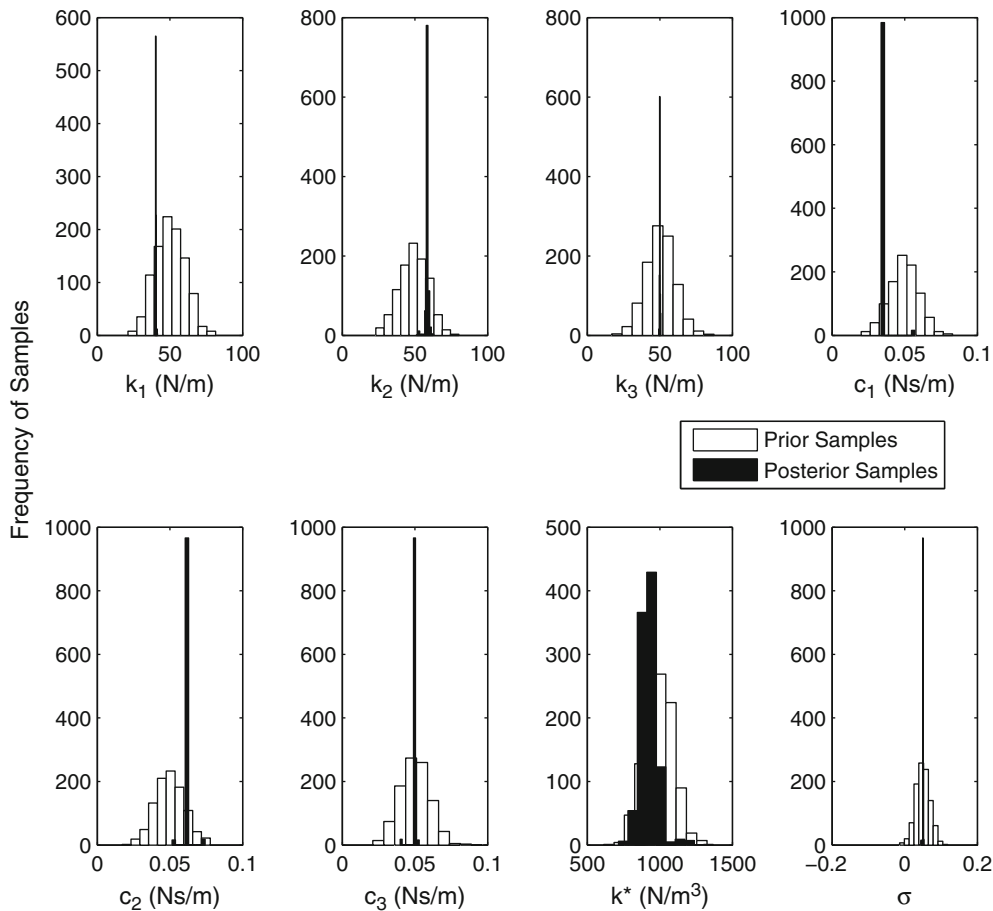 Frequency of Samples
600
500
400
300
200
100
0
0 50 100
k₁ (N/m)
800
600
400
200
0
0 50 100
k₂ (N/m)
800
600
400
200
0
0 50 100
k₃ (N/m)
1000
800
600
400
200
0
0 0.05 0.1
c₁ (Ns/m)
Prior Samples
Posterior Samples
1000
800
600
400
200
0
0 0.05 0.1
c₂ (Ns/m)
1000
800
600
400
200
0
0 0.05 0.1
c₃ (Ns/m)
500
400
300
200
100
0
500 1000 1500
k* (N/m³)
1000
800
600
400
200
0
−0.2 0 0.2
σ